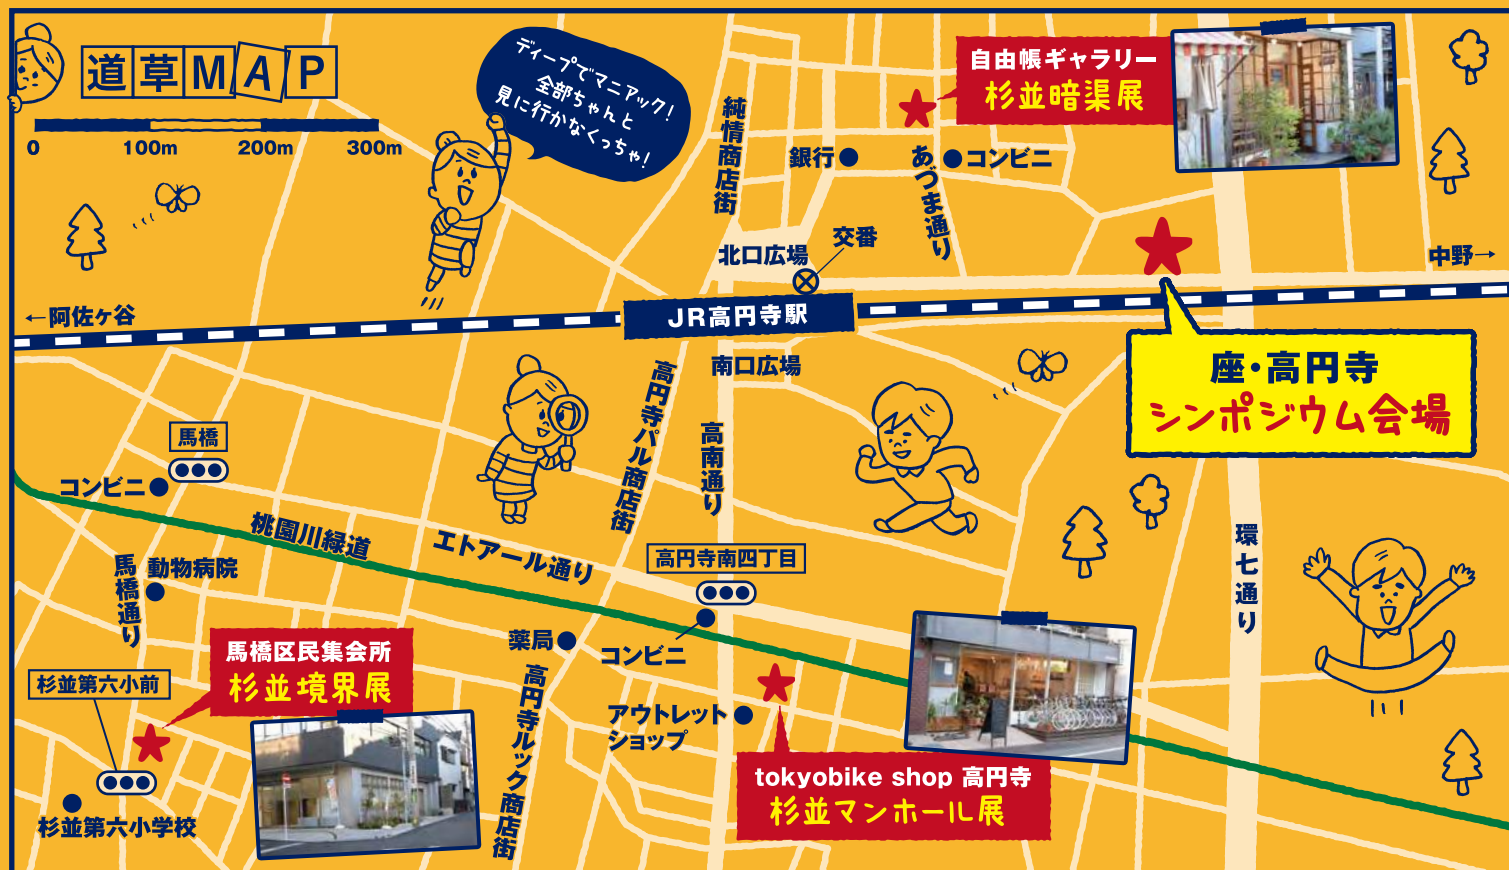 道草MAP
0 100m 200m 300m
ディープでマニアック!
全部ちゃんと
見に行かなくっちゃ!
純情商店街
銀行
あづま通り
コンビニ
自由帳ギャラリー
杉並暗渠展
北口広場
交番
中野→
←阿佐ヶ谷
JR高円寺駅
南口広場
座・高円寺
シンポジウム会場
高円寺パル商店街
高南通り
馬橋
コンビニ
桃園川緑道
エトアール通り
高円寺南四丁目
環七通り
馬橋通り
動物病院
薬局
コンビニ
馬橋区民集会所
杉並境界展
杉並第六小前
高円寺ルック商店街
アウトレット
ショップ
tokyobike shop 高円寺
杉並マンホール展
杉並第六小学校